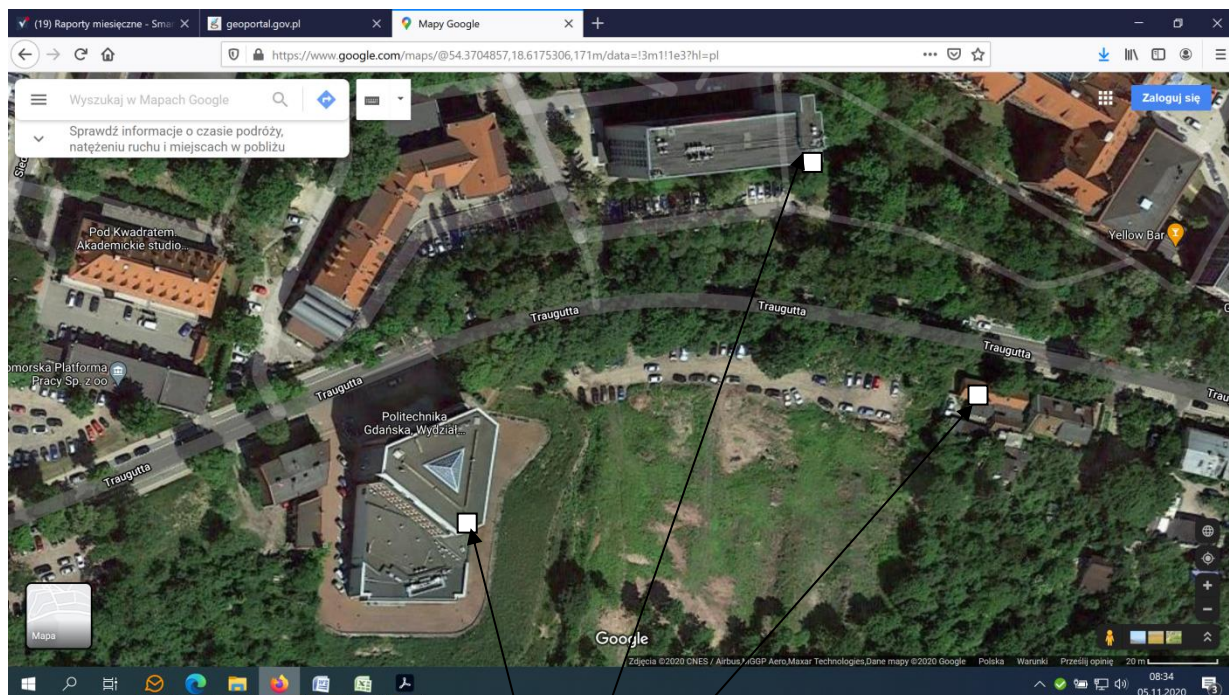 (19) Raporty miesięczne - Smar
geoportal.gov.pl
Mapy Google
https://www.google.com/maps/@54.3704857,18.6175306,171m/data=!3m1!1e3?hl=pl
Wyszukaj w Mapach Google
Zaloguj się
Sprawdź informacje o czasie podróży,
natężeniu ruchu i miejscach w pobliżu
Pod Kwadratem
Akademickie studio...
Yellow Bar
Traugutta
Traugutta
Traugutta
omorska Platforma
Pracy Sp. z oo
Traugutta
Trau
Politechnika
Gdańska, Wydział...
Traugutta
Mapa
Google
Zdjęcia ©2020 CNES / Airbus,MGGP Aero,Maxar Technologies,Dane mapy ©2020 Google Polska Warunki Prześlij opinię 20 m
08:34
05.11.2020